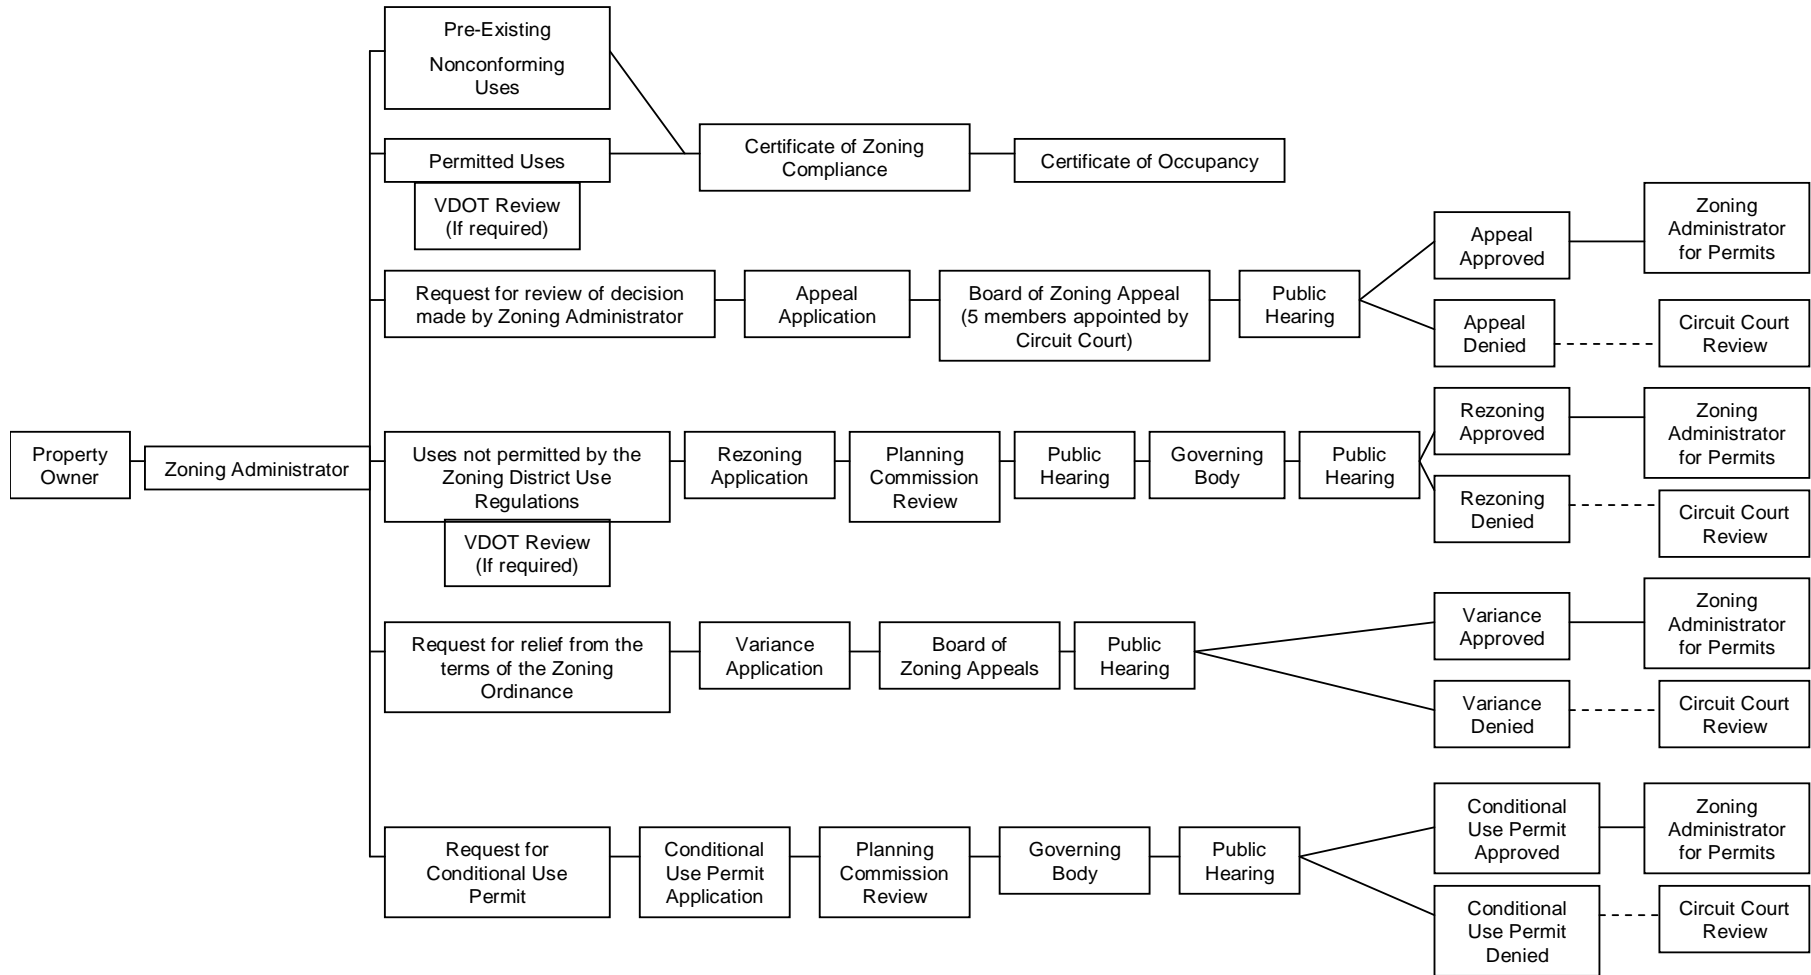 Pre-Existing
Nonconforming
Uses
Permitted Uses
VDOT Review
(If required)
Certificate of Zoning
Compliance
Certificate of Occupancy
Request for review of decision
made by Zoning Administrator
Appeal
Application
Board of Zoning Appeal
(5 members appointed by
Circuit Court)
Public
Hearing
Appeal
Approved
Zoning
Administrator
for Permits
Appeal
Denied
Circuit Court
Review
Property
Owner
Zoning Administrator
Uses not permitted by the
Zoning District Use
Regulations
VDOT Review
(If required)
Rezoning
Application
Planning
Commission
Review
Public
Hearing
Governing
Body
Public
Hearing
Rezoning
Approved
Zoning
Administrator
for Permits
Rezoning
Denied
Circuit Court
Review
Request for relief from the
terms of the Zoning
Ordinance
Variance
Application
Board of
Zoning Appeals
Public
Hearing
Variance
Approved
Zoning
Administrator
for Permits
Variance
Denied
Circuit Court
Review
Request for
Conditional Use
Permit
Conditional
Use Permit
Application
Planning
Commission
Review
Governing
Body
Public
Hearing
Conditional
Use Permit
Approved
Zoning
Administrator
for Permits
Conditional
Use Permit
Denied
Circuit Court
Review